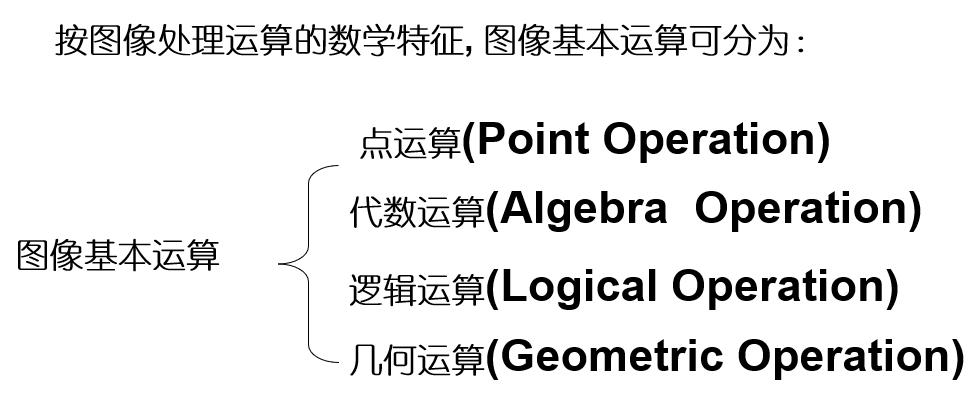 按图像处理运算的数学特征, 图像基本运算可分为:
点运算(Point Operation)
代数运算(Algebra  Operation)
图像基本运算
逻辑运算(Logical Operation)
几何运算(Geometric Operation)